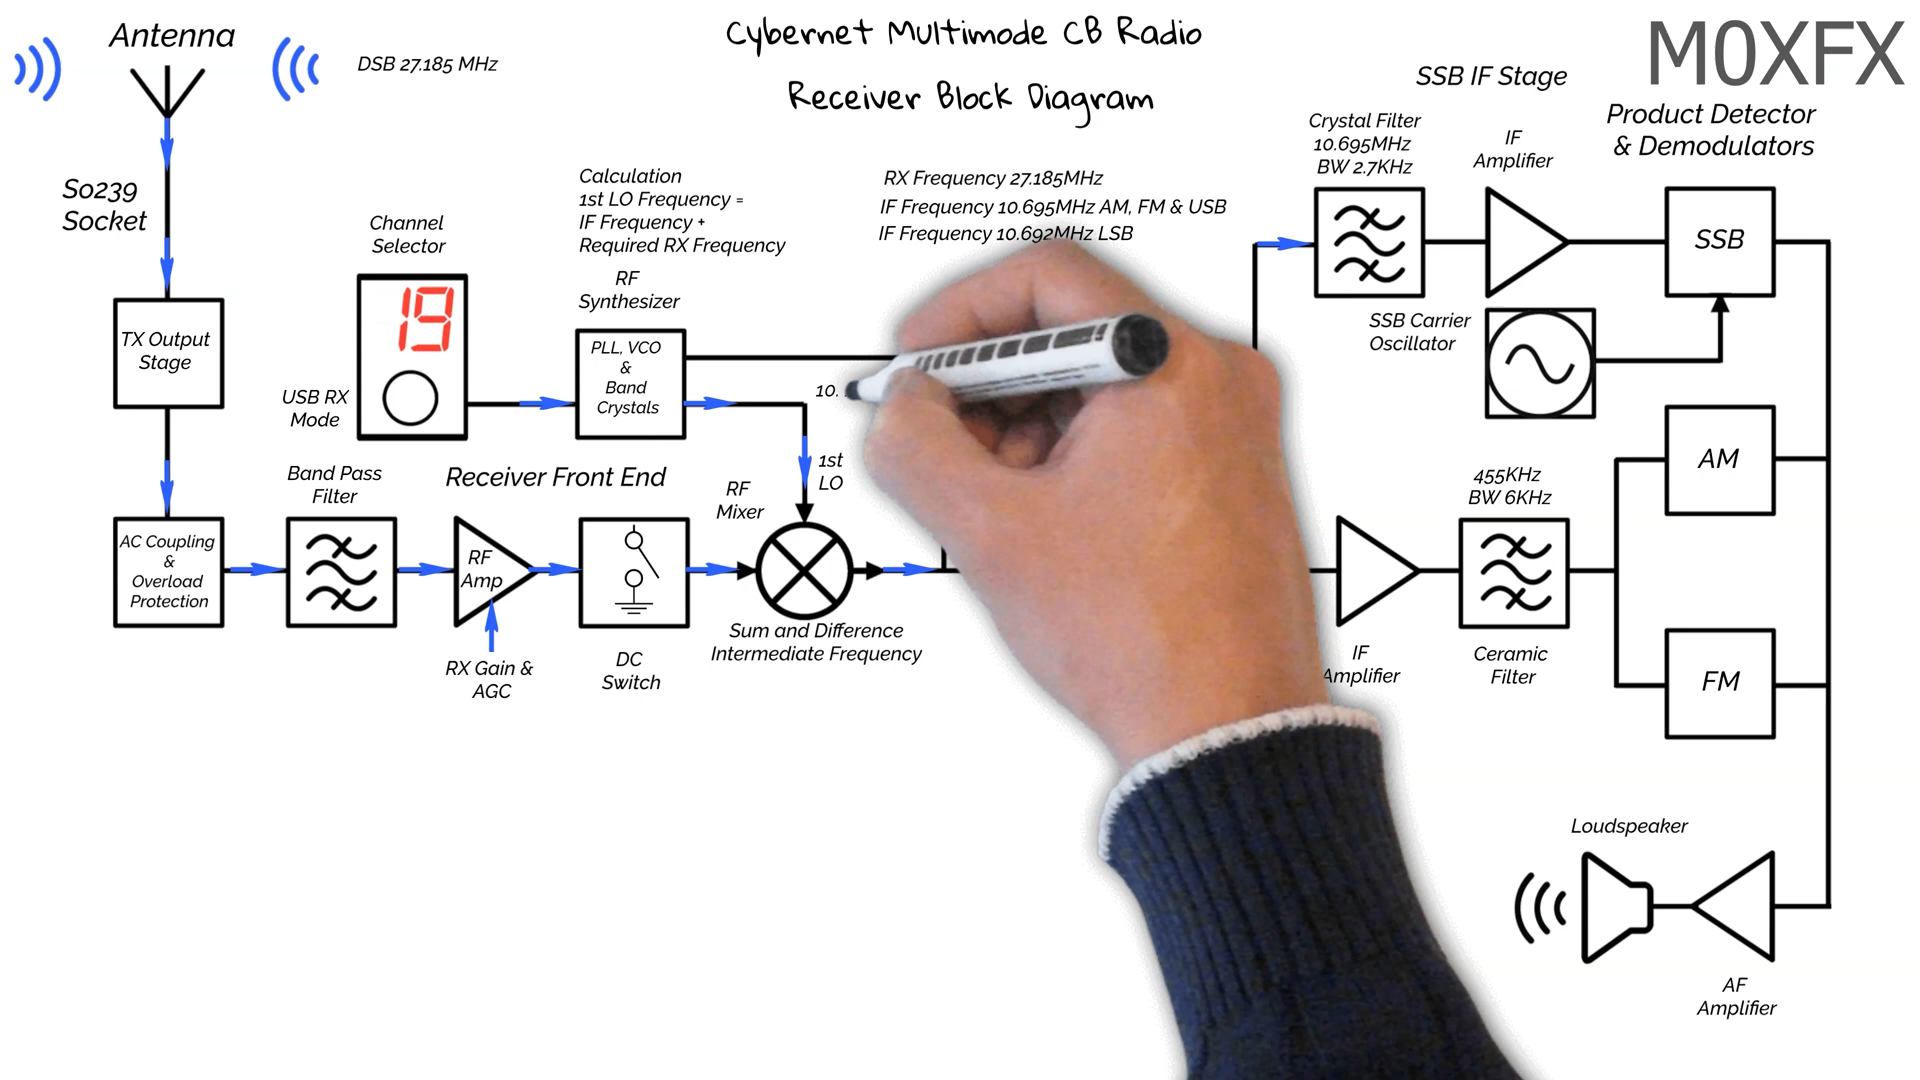 Antenna
DSB 27.185 MHz
Cybernet Multimode CB Radio
Receiver Block Diagram
M0XFX
SSB IF Stage
Product Detector
& Demodulators
Crystal Filter
10.695MHz
BW 2.7KHz
IF
Amplifier
So239
Socket
Channel
Selector
Calculation
1st LO Frequency =
IF Frequency +
Required RX Frequency
RF
Synthesizer
RX Frequency 27.185MHz
IF Frequency 10.695MHz AM, FM & USB
IF Frequency 10.692MHz LSB
SSB
SSB Carrier
Oscillator
TX Output
Stage
19
USB RX
Mode
PLL, VCO
&
Band
Crystals
10.
1st
LO
AM
Band Pass
Filter
Receiver Front End
RF
Mixer
455KHz
BW 6KHz
AC Coupling
&
Overload
Protection
RF
Amp
Sum and Difference
Intermediate Frequency
RX Gain &
AGC
DC
Switch
IF
Amplifier
Ceramic
Filter
FM
Loudspeaker
AF
Amplifier